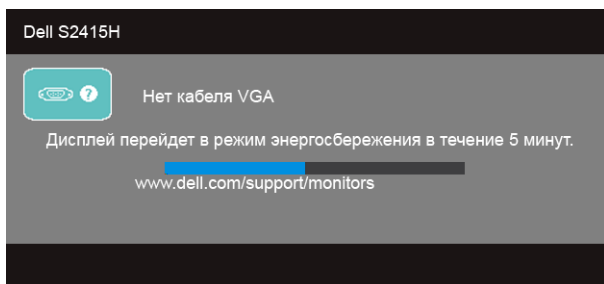 Dell S2415H
Нет кабеля VGA
Дисплей перейдет в режим энергосбережения в течение 5 минут.
www.dell.com/support/monitors